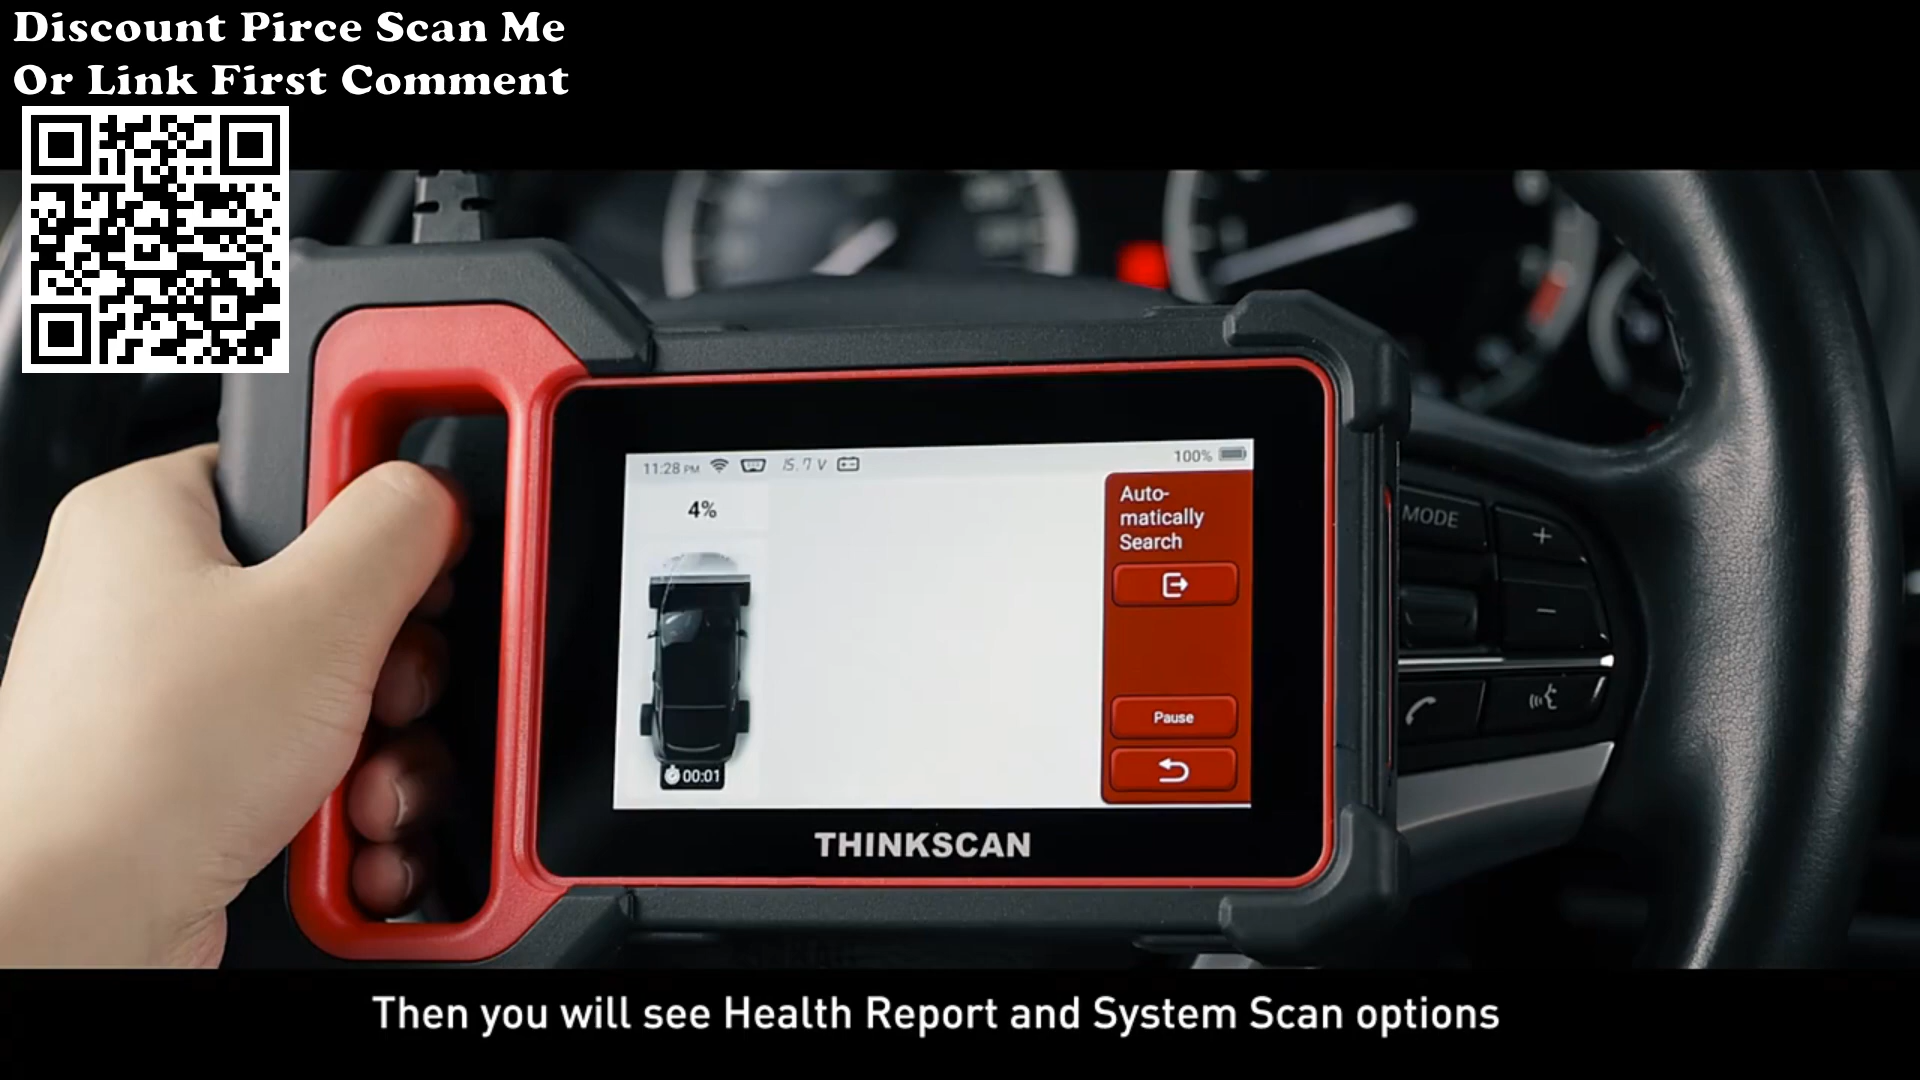 Discount Pirce Scan Me
Or Link First Comment
11:28 PM
15.7 V
100%
4%
Auto-
matically
Search
Pause
00:01
THINKSCAN
MODE
+
−
Then you will see Health Report and System Scan options